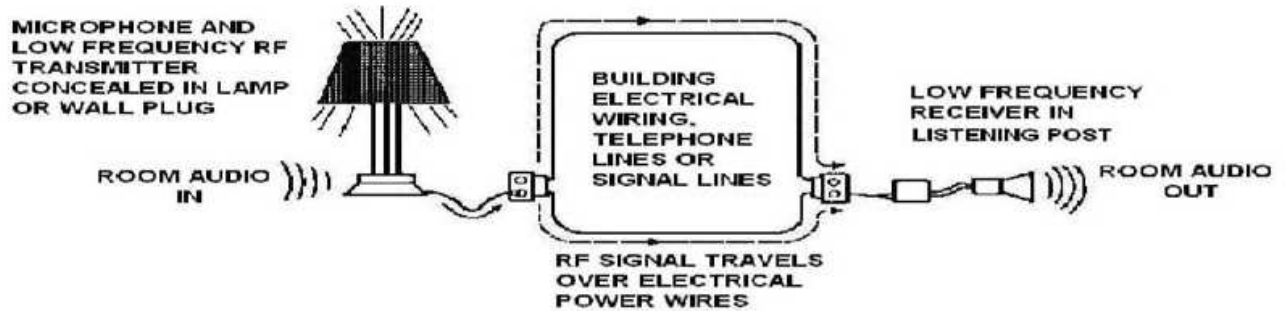 MICROPHONE AND
LOW FREQUENCY RF
TRANSMITTER
CONCEALED IN LAMP
OR WALL PLUG
ROOM AUDIO
IN
BUILDING
ELECTRICAL
WIRING,
TELEPHONE
LINES OR
SIGNAL LINES
RF SIGNAL TRAVELS
OVER ELECTRICAL
POWER WIRES
LOW FREQUENCY
RECEIVER IN
LISTENING POST
ROOM AUDIO
OUT